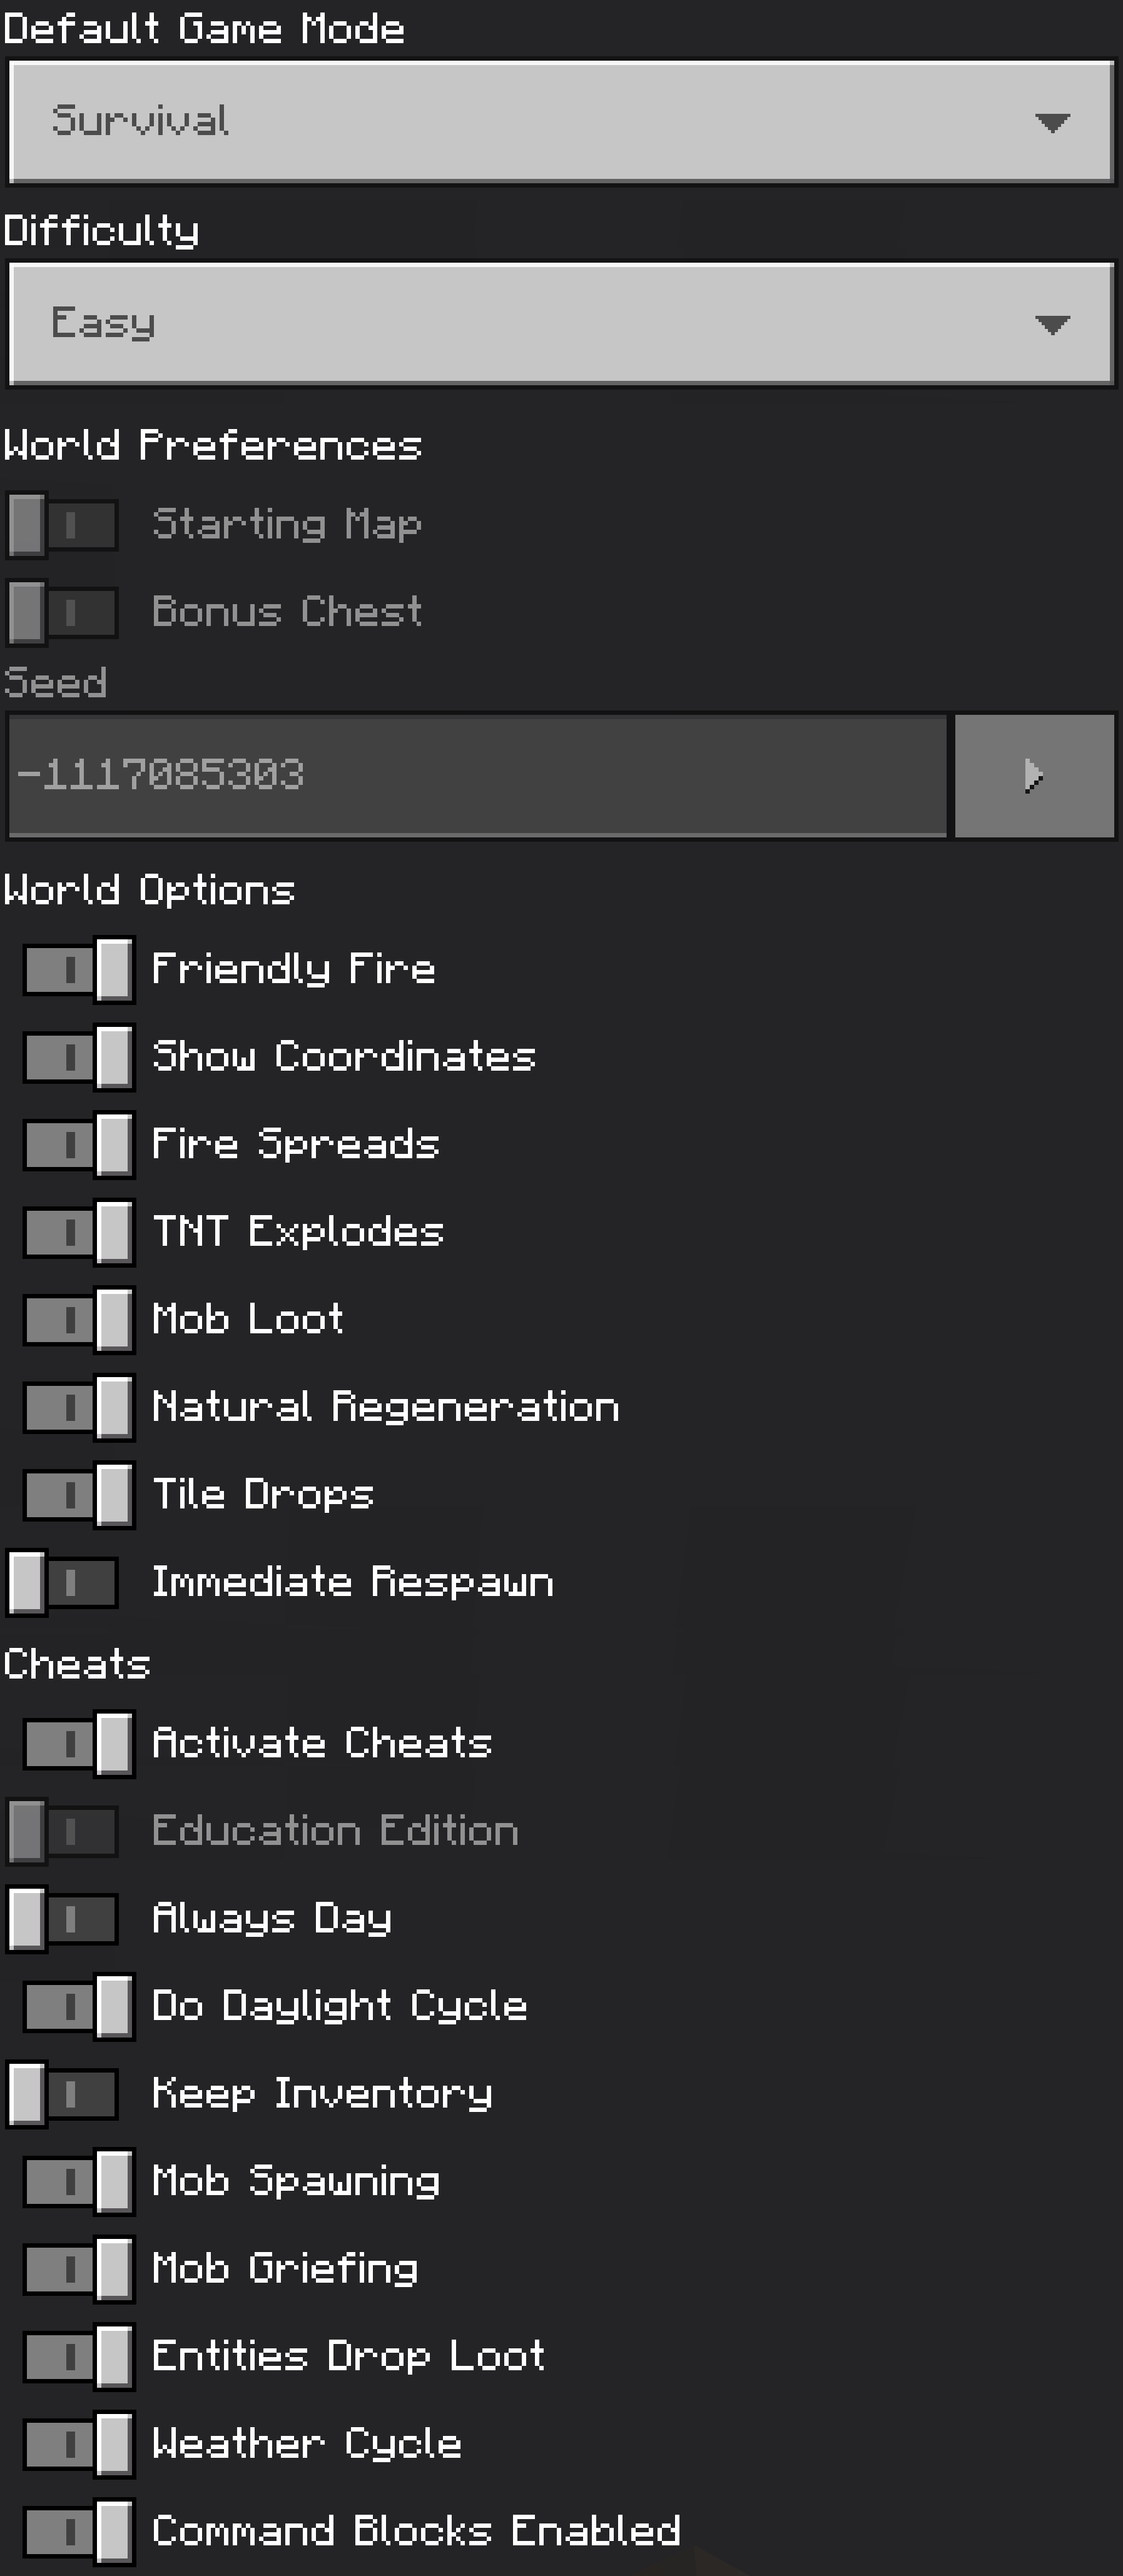 Default Game Mode
Survival
Difficulty
Easy
World Preferences
Starting Map
Bonus Chest
Seed
-1117085303
World Options
Friendly Fire
Show Coordinates
Fire Spreads
TNT Explodes
Mob Loot
Natural Regeneration
Tile Drops
Immediate Respawn
Cheats
Activate Cheats
Education Edition
Always Day
Do Daylight Cycle
Keep Inventory
Mob Spawning
Mob Griefing
Entities Drop Loot
Weather Cycle
Command Blocks Enabled